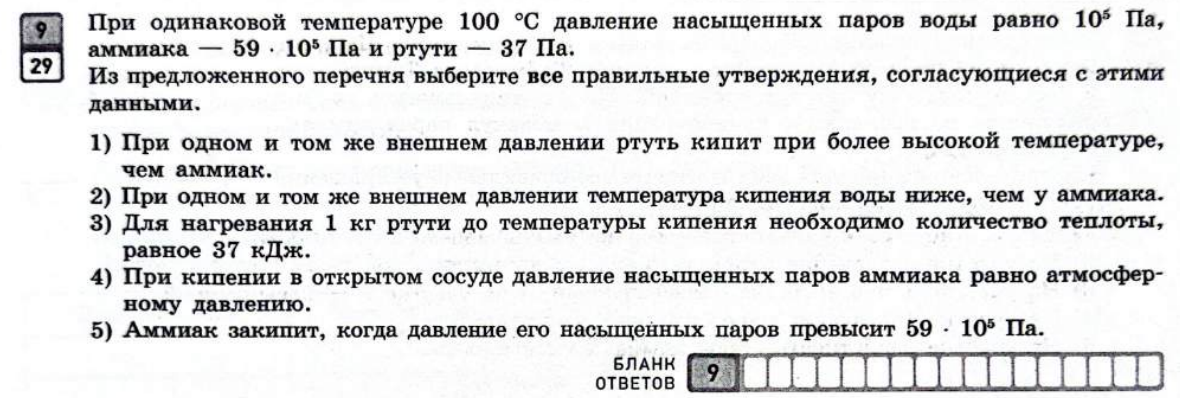 9
29
При одинаковой температуре 100 °С давление насыщенных паров воды равно 10⁵ Па,
аммиака — 59 · 10⁵ Па и ртути — 37 Па.
Из предложенного перечня выберите все правильные утверждения, согласующиеся с этими
данными.
1) При одном и том же внешнем давлении ртуть кипит при более высокой температуре,
чем аммиак.
2) При одном и том же внешнем давлении температура кипения воды ниже, чем у аммиака.
3) Для нагревания 1 кг ртути до температуры кипения необходимо количество теплоты,
равное 37 кДж.
4) При кипении в открытом сосуде давление насыщенных паров аммиака равно атмосфер-
ному давлению.
5) Аммиак закипит, когда давление его насыщенных паров превысит 59 · 10⁵ Па.
БЛАНК
ОТВЕТОВ 9